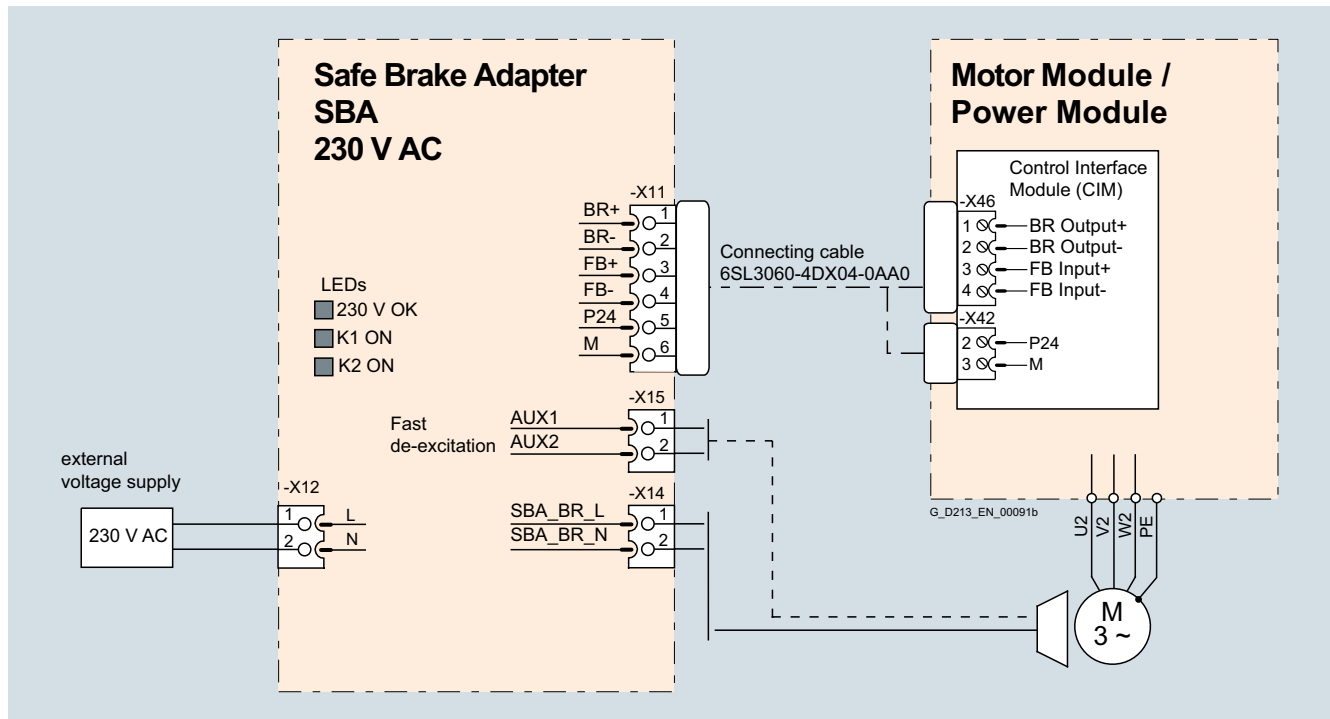 Safe Brake Adapter
SBA
230 V AC
-X11
BR+
1
BR-
2
FB+
3
FB-
4
P24
5
M
6
LEDs
230 V OK
K1 ON
K2 ON
Connecting cable
6SL3060-4DX04-0AA0
Motor Module /
Power Module
Control Interface
Module (CIM)
-X46
1 BR Output+
2 BR Output-
3 FB Input+
4 FB Input-
-X42
2 P24
3 M
-X15
Fast
de-excitation
AUX1
1
AUX2
2
external
voltage supply
230 V AC
-X12
1 L
2 N
-X14
SBA_BR_L
1
SBA_BR_N
2
G_D213_EN_00091b
U2
V2
W2
PE
M
3 ~